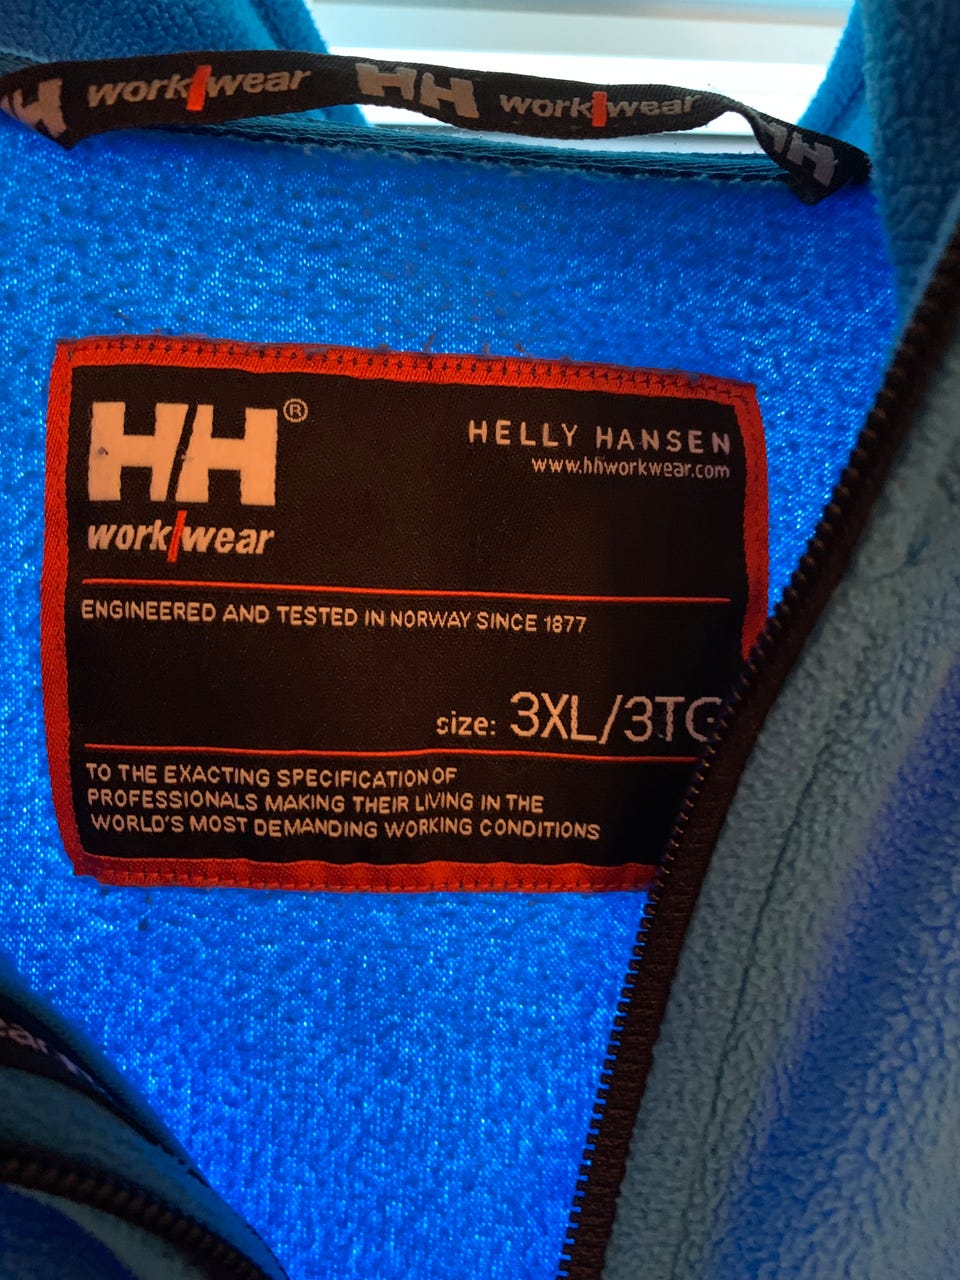 HH work/wear HH work/wear HH
HH®
work/wear
HELLY HANSEN
www.hhworkwear.com
ENGINEERED AND TESTED IN NORWAY SINCE 1877
size: 3XL/3TG
TO THE EXACTING SPECIFICATION OF
PROFESSIONALS MAKING THEIR LIVING IN THE
WORLD'S MOST DEMANDING WORKING CONDITIONS